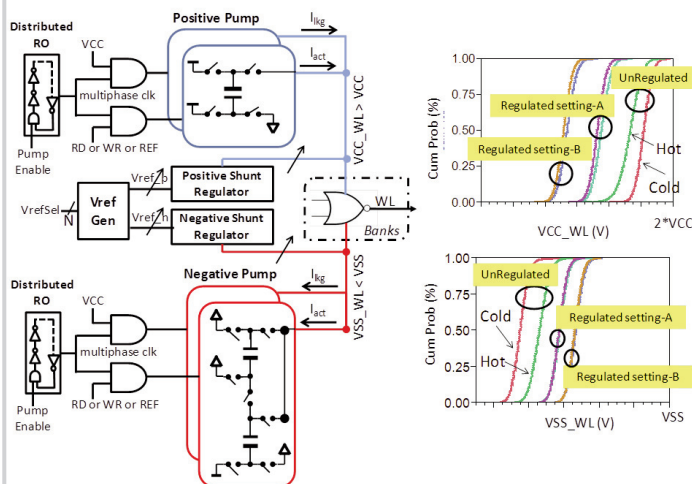 Positive Pump
Distributed
RO
VCC
multiphase clk
RD or WR or REF
Pump
Enable
Ilkg
Iact
VCC_WL > VCC
VrefSel
N
Vref
Gen
Vref_p
Vref_n
Positive Shunt
Regulator
Negative Shunt
Regulator
WL
Banks
Negative Pump
Distributed
RO
VCC
multiphase clk
RD or WR or REF
Pump
Enable
Ilkg
Iact
VSS_WL < VSS
Cum Prob (%)
1.00
0.75
0.50
0.25
0.00
UnRegulated
Regulated setting-A
Regulated setting-B
Hot
Cold
VCC_WL (V)
2*VCC
Cum Prob (%)
1.00
0.75
0.50
0.25
0.00
UnRegulated
Cold
Hot
Regulated setting-A
Regulated setting-B
VSS_WL (V)
VSS